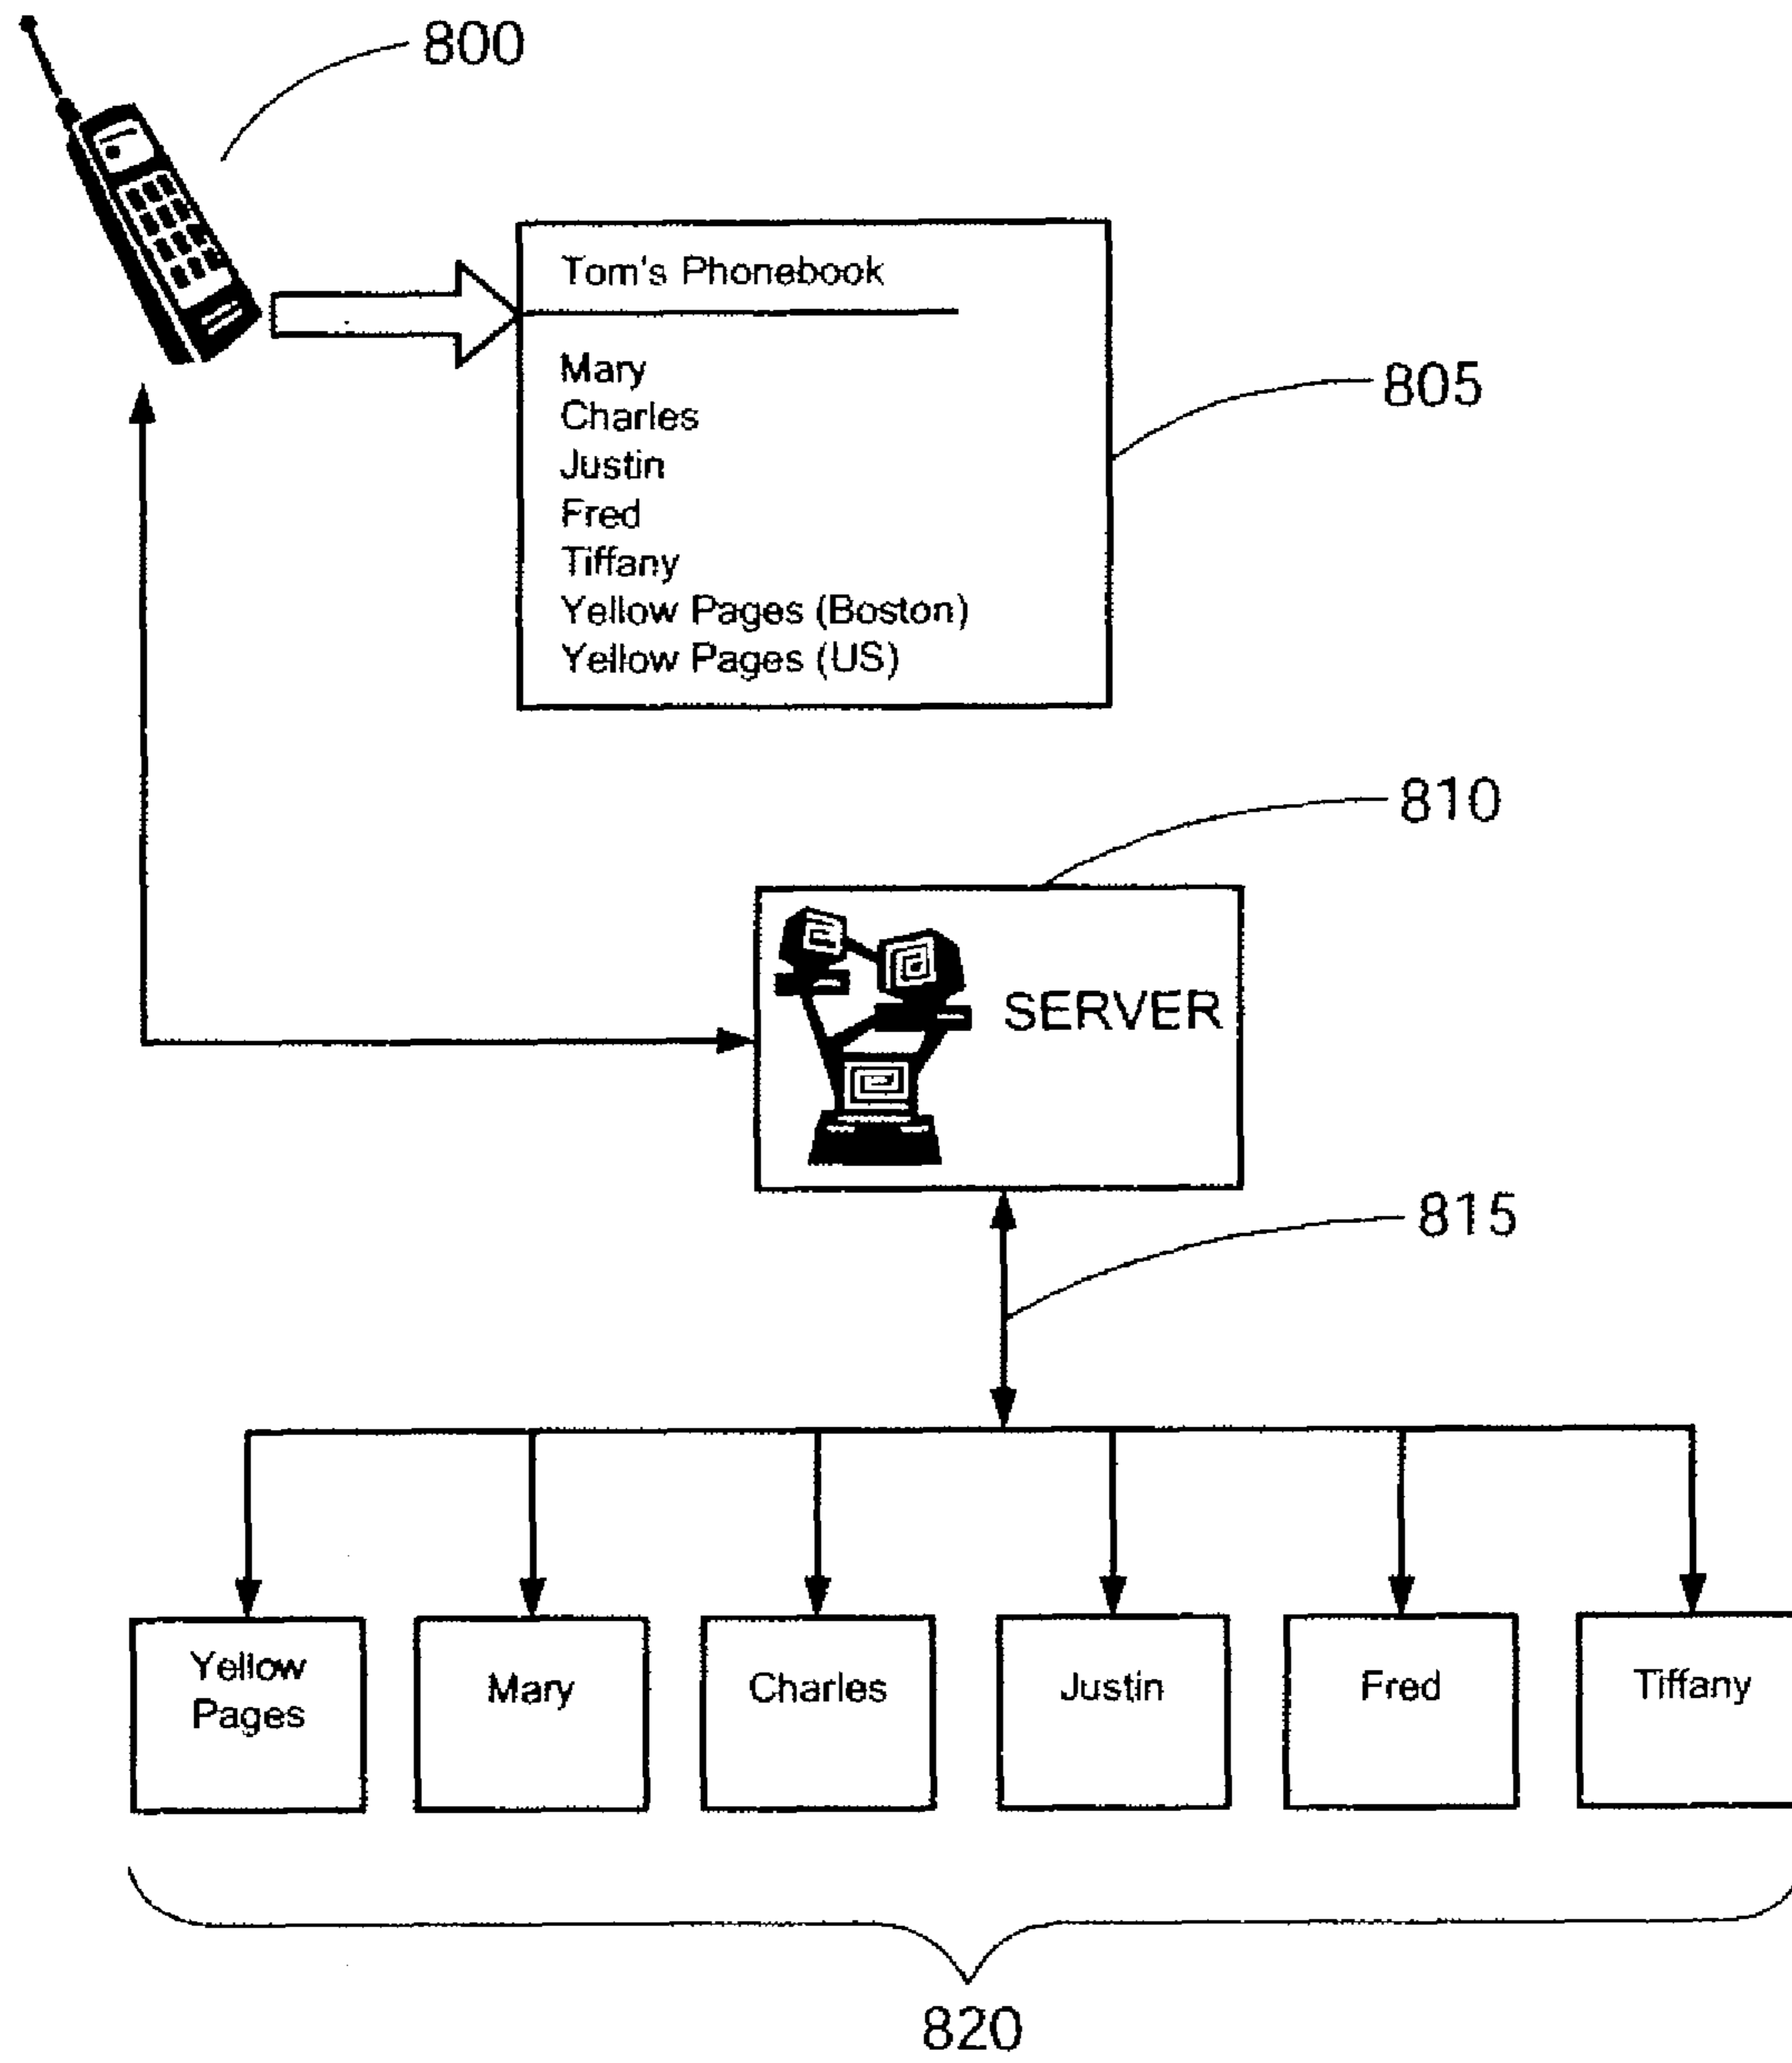 800
Tom's Phonebook
Mary
Charles
Justin
Fred
Tiffany
Yellow Pages (Boston)
Yellow Pages (US)
805
810
SERVER
815
Yellow
Pages
Mary
Charles
Justin
Fred
Tiffany
820